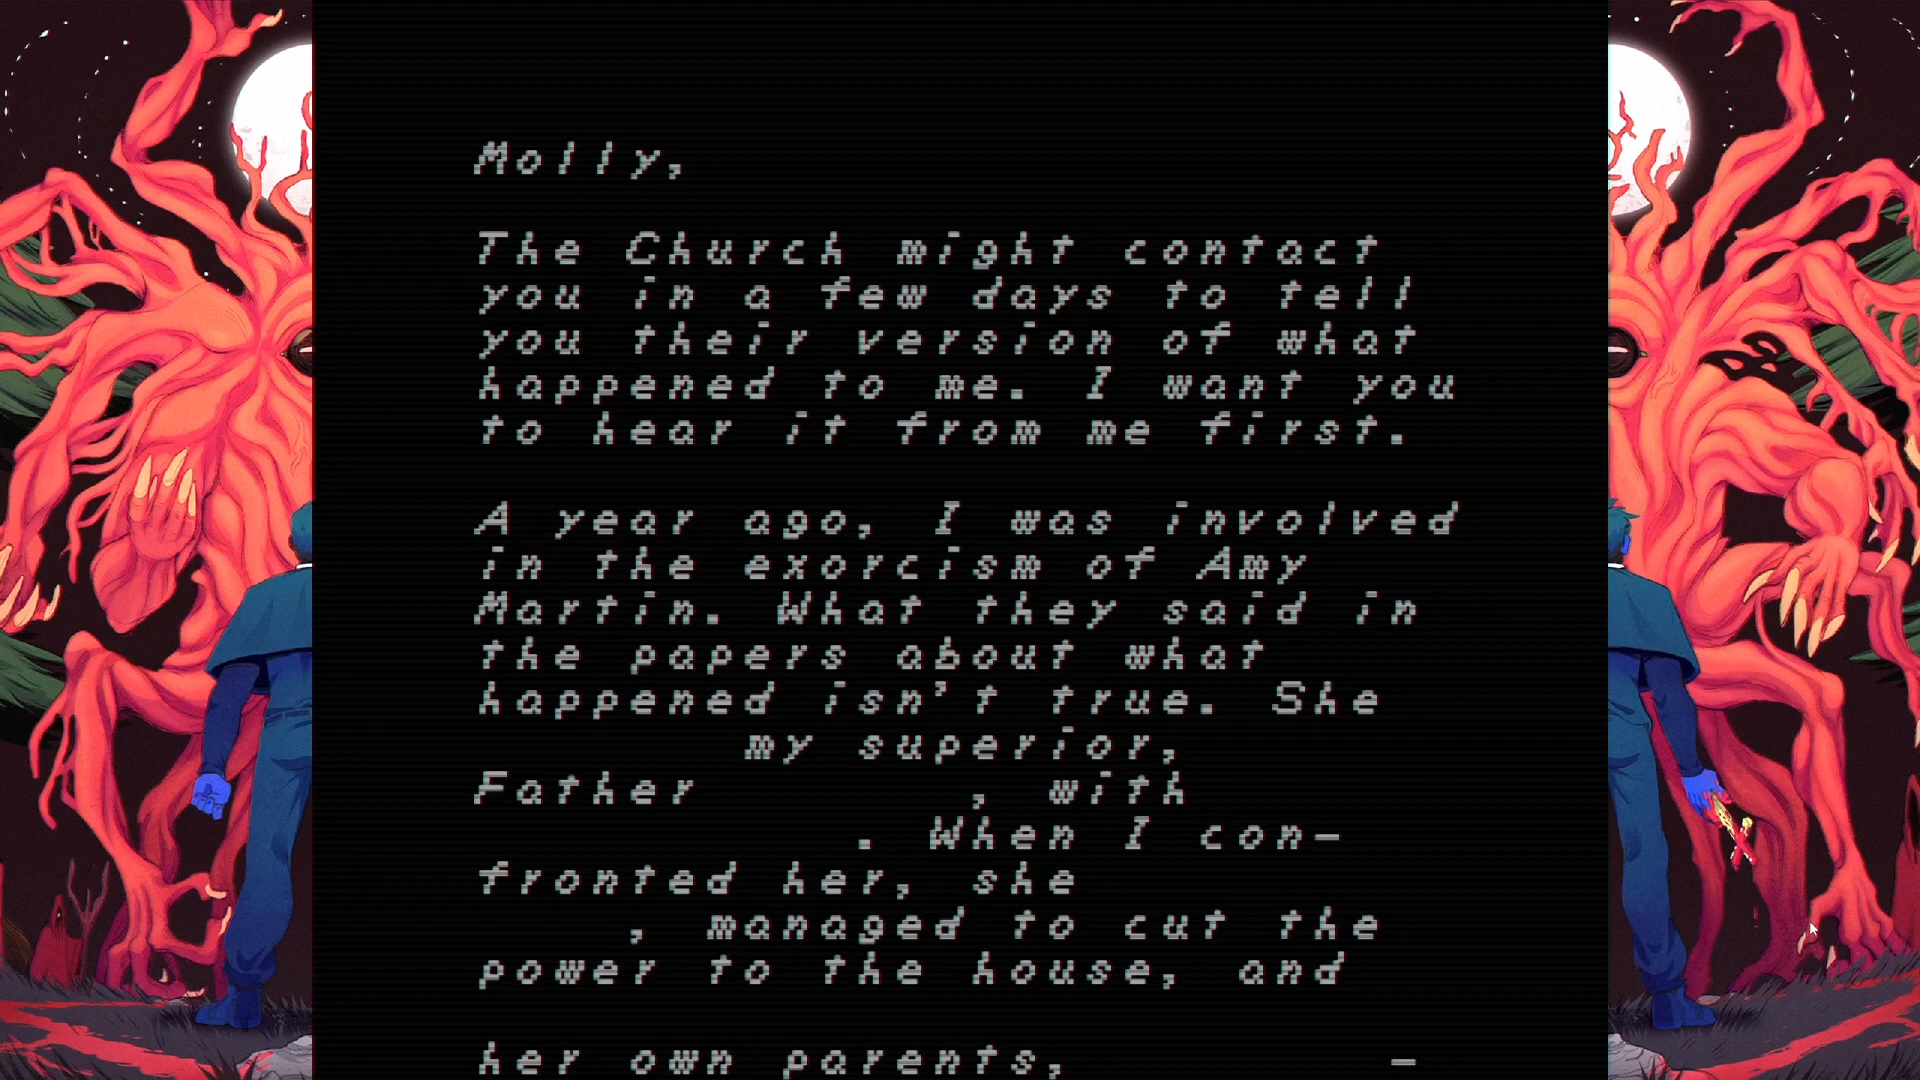 Molly,
The Church might contact
you in a few days to tell
you their version of what
happened to me. I want you
to hear it from me first.
A year ago, I was involved
in the exorcism of Amy
Martin. What they said in
the papers about what
happened isn't true. She
my superior,
Father , with
. When I con-
fronted her, she
, managed to cut the
power to the house, and
her own parents, -